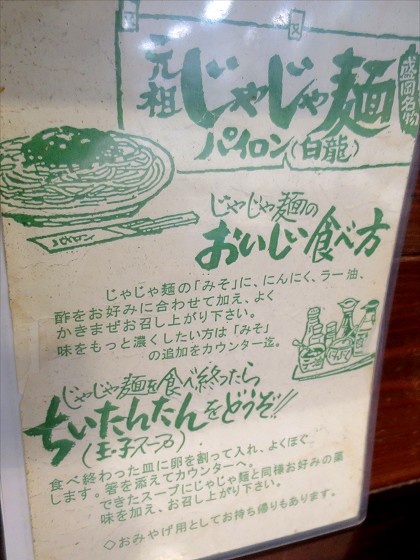 盛岡名物
元祖じゃじゃ麺
パイロン(白龍)
パイロン
じゃじゃ麺の
おいしい食べ方
じゃじゃ麺の「みそ」に、にんにく、ラー油、
酢をお好みに合わせて加え、よく
かきまぜお召し上がり下さい。
味をもっと濃くしたい方は「みそ」
の追加をカウンター迄。
じゃじゃ麺を食べ終ったら
ちいたんたんをどうぞ!!
(玉子スープ)
食べ終わった皿に卵を割って入れ、よくほぐ
します。箸を添えてカウンターへ。
できたスープにじゃじゃ麺と同様お好みの薬
味を加え、お召し上がり下さい。
◇おみやげ用としてお持ち帰りもあります。